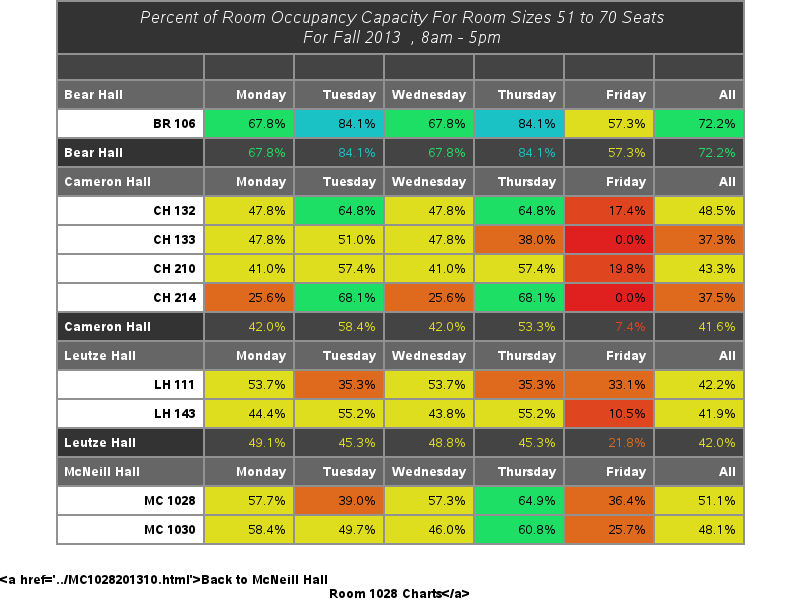 Percent of Room Occupancy Capacity For Room Sizes 51 to 70 Seats
For Fall 2013 , 8am - 5pm
Bear Hall Monday Tuesday Wednesday Thursday Friday All
BR 106 67.8% 84.1% 67.8% 84.1% 57.3% 72.2%
Bear Hall 67.8% 84.1% 67.8% 84.1% 57.3% 72.2%
Cameron Hall Monday Tuesday Wednesday Thursday Friday All
CH 132 47.8% 64.8% 47.8% 64.8% 17.4% 48.5%
CH 133 47.8% 51.0% 47.8% 38.0% 0.0% 37.3%
CH 210 41.0% 57.4% 41.0% 57.4% 19.8% 43.3%
CH 214 25.6% 68.1% 25.6% 68.1% 0.0% 37.5%
Cameron Hall 42.0% 58.4% 42.0% 53.3% 7.4% 41.6%
Leutze Hall Monday Tuesday Wednesday Thursday Friday All
LH 111 53.7% 35.3% 53.7% 35.3% 33.1% 42.2%
LH 143 44.4% 55.2% 43.8% 55.2% 10.5% 41.9%
Leutze Hall 49.1% 45.3% 48.8% 45.3% 21.8% 42.0%
McNeill Hall Monday Tuesday Wednesday Thursday Friday All
MC 1028 57.7% 39.0% 57.3% 64.9% 36.4% 51.1%
MC 1030 58.4% 49.7% 46.0% 60.8% 25.7% 48.1%
<a href='../MC1028201310.html'>Back to McNeill Hall
Room 1028 Charts</a>